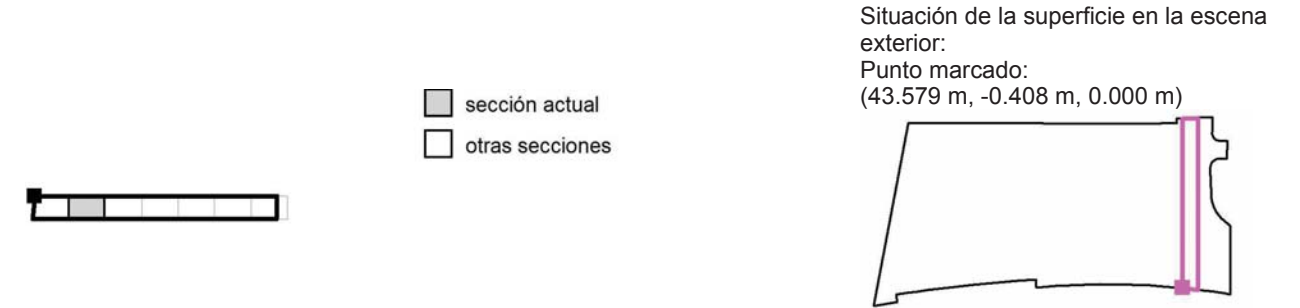 Situación de la superficie en la escena
exterior:
Punto marcado:
(43.579 m, -0.408 m, 0.000 m)
sección actual
otras secciones